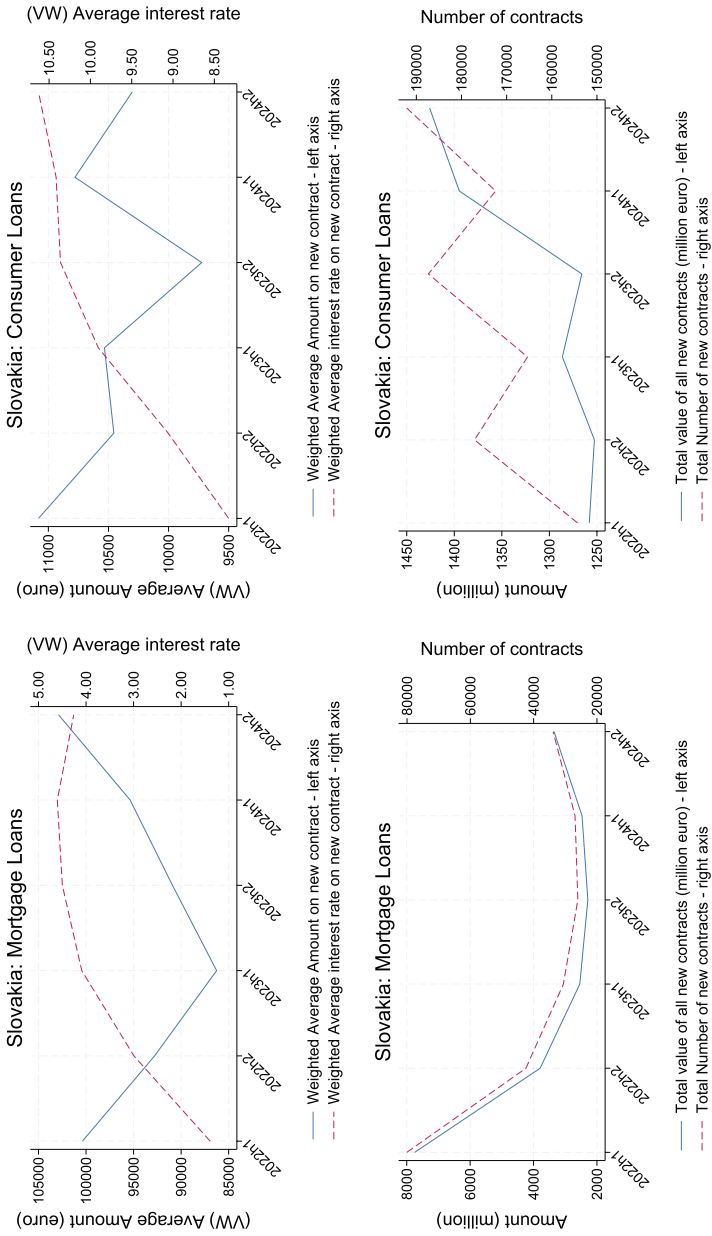 Slovakia: Mortgage Loans
(VW) Average Amount (euro)
105000
100000
95000
90000
85000
(VW) Average interest rate
5.00
4.00
3.00
2.00
1.00
2022h1
2022h2
2023h1
2023h2
2024h1
2024h2
Weighted Average Amount on new contract - left axis
Weighted Average interest rate on new contract - right axis
Slovakia: Consumer Loans
(VW) Average Amount (euro)
11000
10500
10000
9500
(VW) Average interest rate
10.50
10.00
9.50
9.00
8.50
2022h1
2022h2
2023h1
2023h2
2024h1
2024h2
Weighted Average Amount on new contract - left axis
Weighted Average interest rate on new contract - right axis
Slovakia: Mortgage Loans
Amount (million)
8000
6000
4000
2000
Number of contracts
80000
60000
40000
20000
2022h1
2022h2
2023h1
2023h2
2024h1
2024h2
Total value of all new contracts (million euro) - left axis
Total Number of new contracts - right axis
Slovakia: Consumer Loans
Amount (million)
1450
1400
1350
1300
1250
Number of contracts
190000
180000
170000
160000
150000
2022h1
2022h2
2023h1
2023h2
2024h1
2024h2
Total value of all new contracts (million euro) - left axis
Total Number of new contracts - right axis